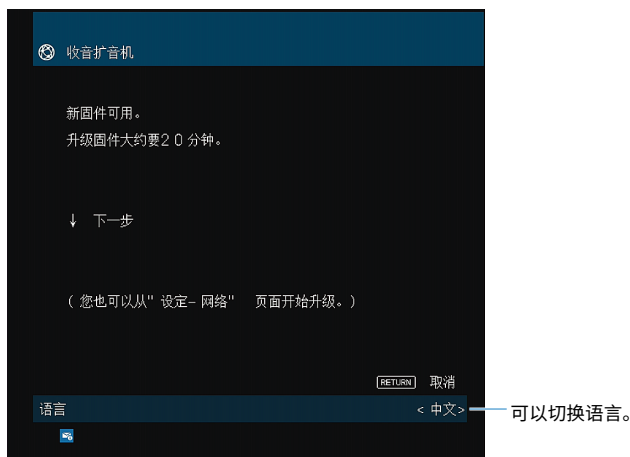 收音扩音机
新固件可用。
升级固件大约要20分钟。
↓ 下一步
(您也可以从"设定–网络" 页面开始升级。)
RETURN 取消
语言 <中文>
可以切换语言。